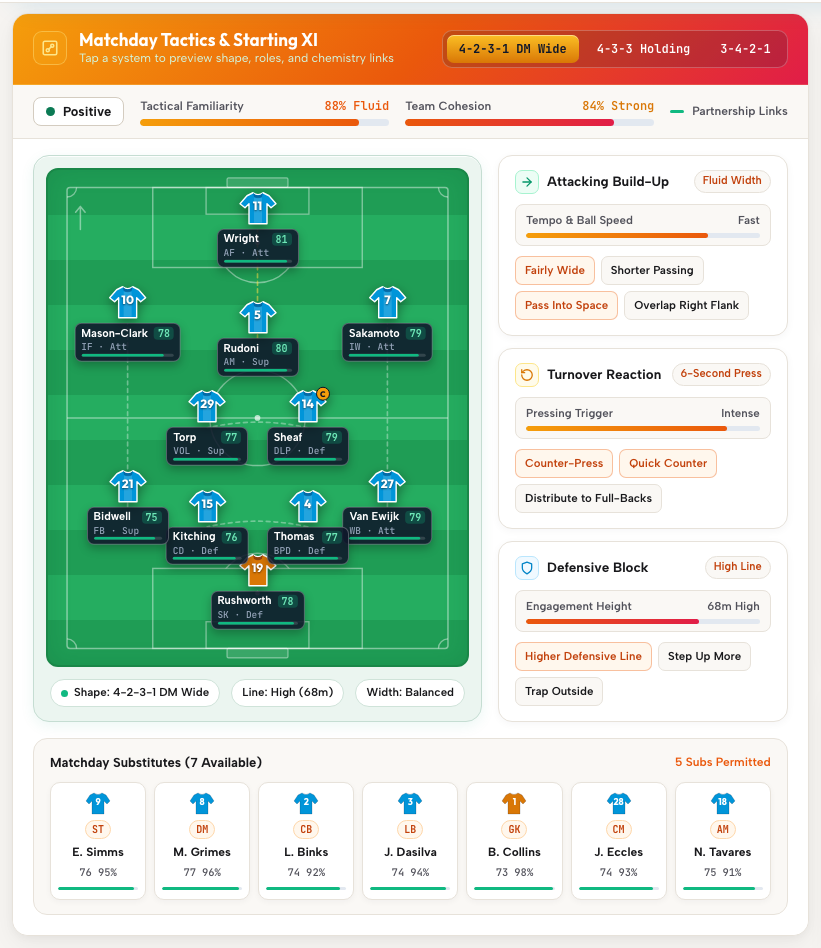 Matchday Tactics & Starting XI
Tap a system to preview shape, roles, and chemistry links
4-2-3-1 DM Wide
4-3-3 Holding
3-4-2-1
Positive
Tactical Familiarity
88% Fluid
Team Cohesion
84% Strong
Partnership Links
11
Wright 81
AF · Att
10
Mason-Clark 78
IF · Att
5
Rudoni 80
AM · Sup
7
Sakamoto 79
IW · Att
29
Torp 77
VOL · Sup
14
C
Sheaf 79
DLP · Def
21
Bidwell 75
FB · Sup
15
Kitching 76
CD · Def
4
Thomas 77
BPD · Def
27
Van Ewijk 79
WB · Att
19
Rushworth 78
SK · Def
Shape: 4-2-3-1 DM Wide
Line: High (68m)
Width: Balanced
Attacking Build-Up
Fluid Width
Tempo & Ball Speed
Fast
Fairly Wide
Shorter Passing
Pass Into Space
Overlap Right Flank
Turnover Reaction
6-Second Press
Pressing Trigger
Intense
Counter-Press
Quick Counter
Distribute to Full-Backs
Defensive Block
High Line
Engagement Height
68m High
Higher Defensive Line
Step Up More
Trap Outside
Matchday Substitutes (7 Available)
5 Subs Permitted
9
ST
E. Simms
76 95%
8
DM
M. Grimes
77 96%
2
CB
L. Binks
74 92%
3
LB
J. Dasilva
74 94%
1
GK
B. Collins
73 98%
28
CM
J. Eccles
74 93%
18
AM
N. Tavares
75 91%